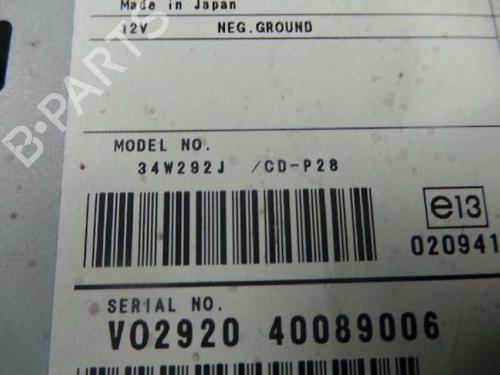 Made in Japan
12V NEG.GROUND
MODEL NO.
34W292J /CD-P28
e13
020941
SERIAL NO.
VO2920 40089006
B-PARTS